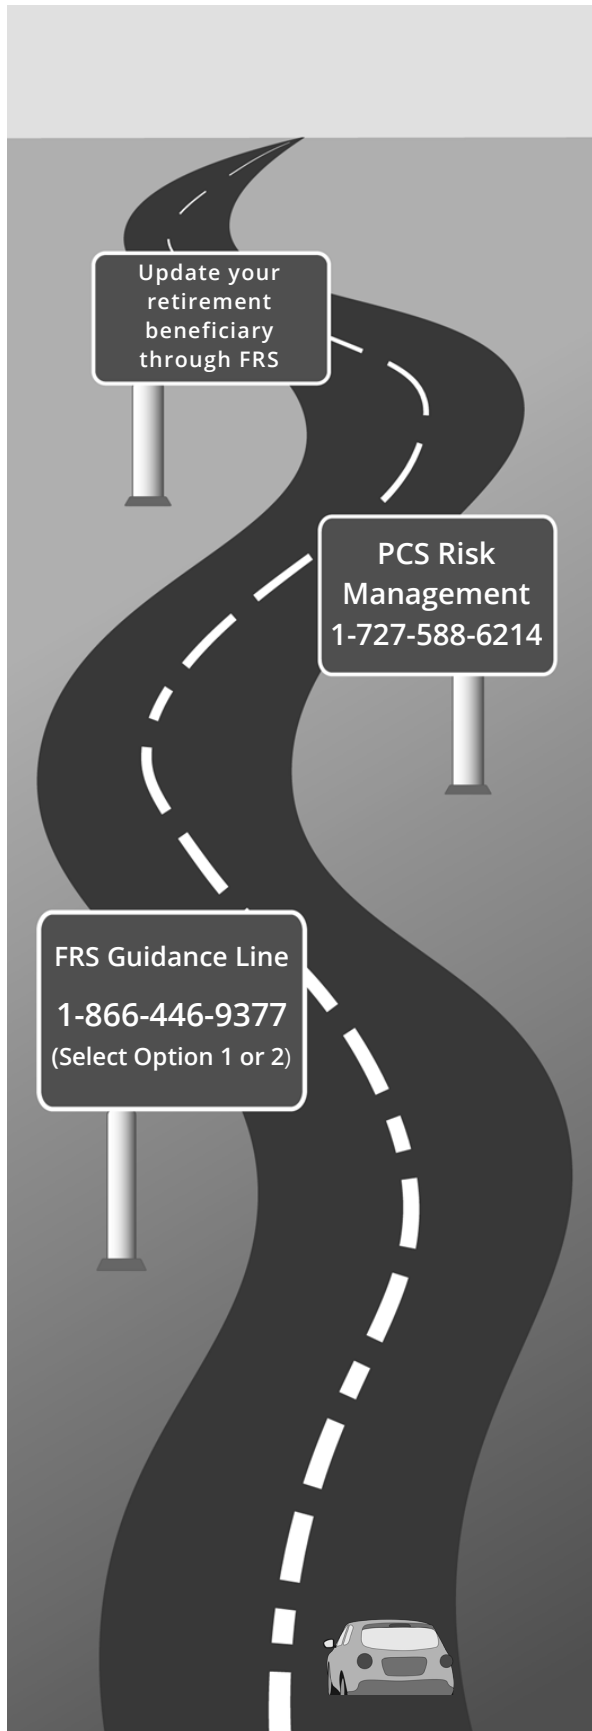 Update your
retirement
beneficiary
through FRS
PCS Risk
Management
1-727-588-6214
FRS Guidance Line
1-866-446-9377
(Select Option 1 or 2)